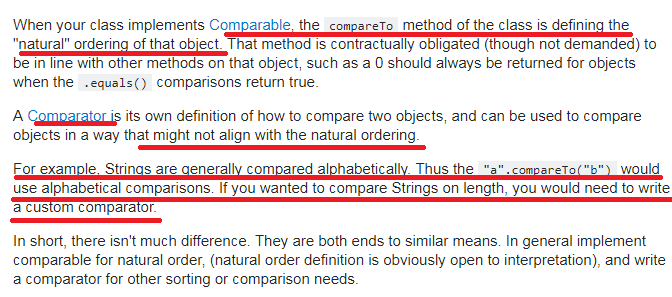 When your class implements Comparable, the compareTo method of the class is defining the
"natural" ordering of that object. That method is contractually obligated (though not demanded) to
be in line with other methods on that object, such as a 0 should always be returned for objects
when the .equals() comparisons return true.
A Comparator is its own definition of how to compare two objects, and can be used to compare
objects in a way that might not align with the natural ordering.
For example, Strings are generally compared alphabetically. Thus the "a".compareTo("b") would
use alphabetical comparisons. If you wanted to compare Strings on length, you would need to write
a custom comparator.
In short, there isn't much difference. They are both ends to similar means. In general implement
comparable for natural order, (natural order definition is obviously open to interpretation), and write
a comparator for other sorting or comparison needs.